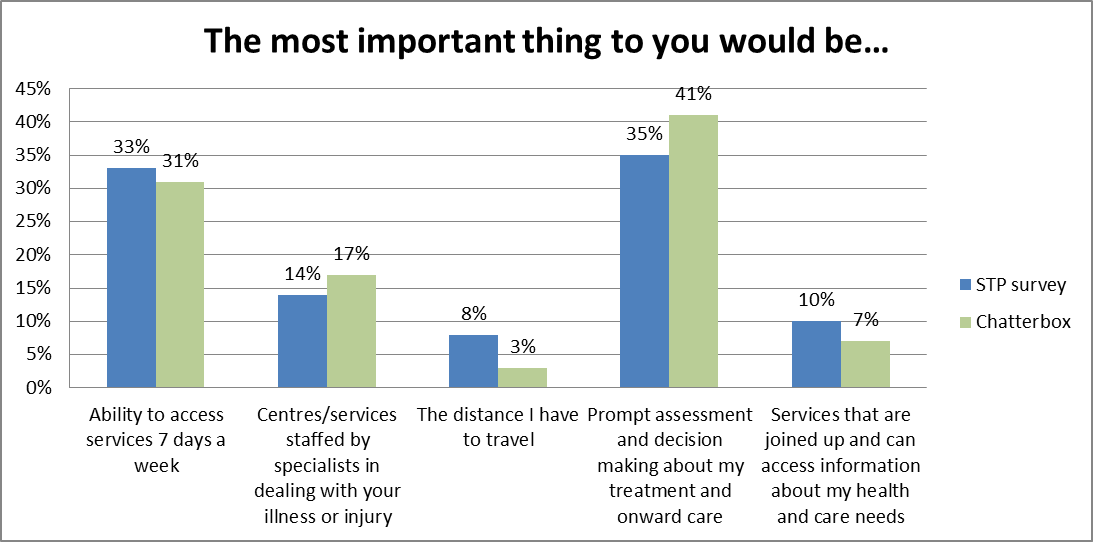 The most important thing to you would be...
45%
40%
35%
30%
25%
20%
15%
10%
5%
0%
33%
31%
14%
17%
8%
3%
35%
41%
10%
7%
Ability to access
services 7 days a
week
Centres/services
staffed by
specialists in
dealing with your
illness or injury
The distance I have
to travel
Prompt assessment
and decision
making about my
treatment and
onward care
Services that are
joined up and can
access information
about my health
and care needs
STP survey
Chatterbox